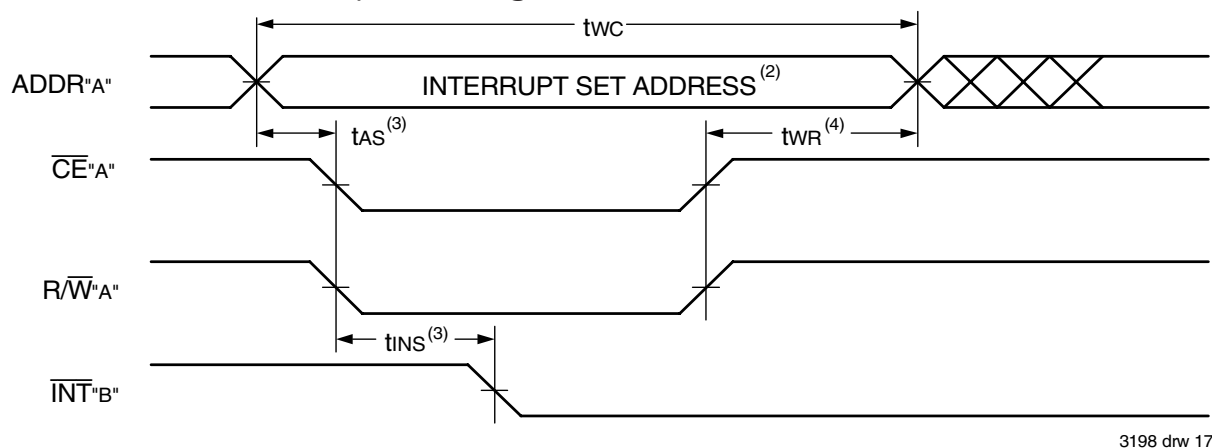 tWC
ADDR"A"
INTERRUPT SET ADDRESS(2)
tAS(3)
tWR(4)
CE"A"
R/W"A"
tINS(3)
INT"B"
3198 drw 17